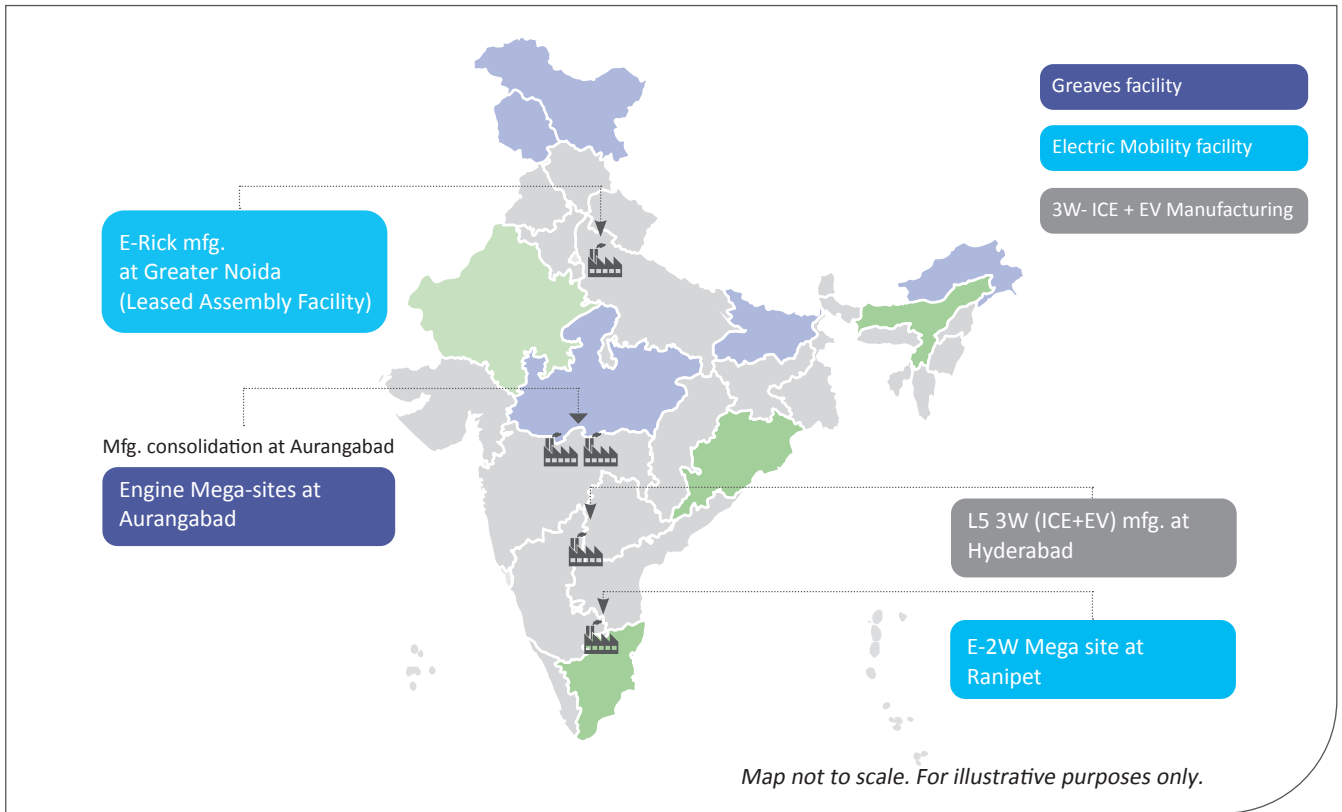 Greaves facility
Electric Mobility facility
3W- ICE + EV Manufacturing
E-Rick mfg.
at Greater Noida
(Leased Assembly Facility)
Mfg. consolidation at Aurangabad
Engine Mega-sites at
Aurangabad
L5 3W (ICE+EV) mfg. at
Hyderabad
E-2W Mega site at
Ranipet
Map not to scale. For illustrative purposes only.